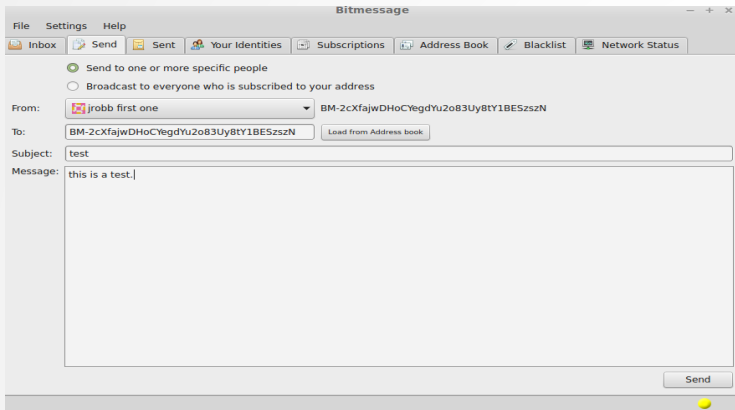 Bitmessage
File Settings Help
Inbox Send Sent Your Identities Subscriptions Address Book Blacklist Network Status
Send to one or more specific people
Broadcast to everyone who is subscribed to your address
From: jrobb first one BM-2cXfajwDHoCYegdYu2o83Uy8tY1BESzszN
To: BM-2cXfajwDHoCYegdYu2o83Uy8tY1BESzszN Load from Address book
Subject: test
Message: this is a test.
Send